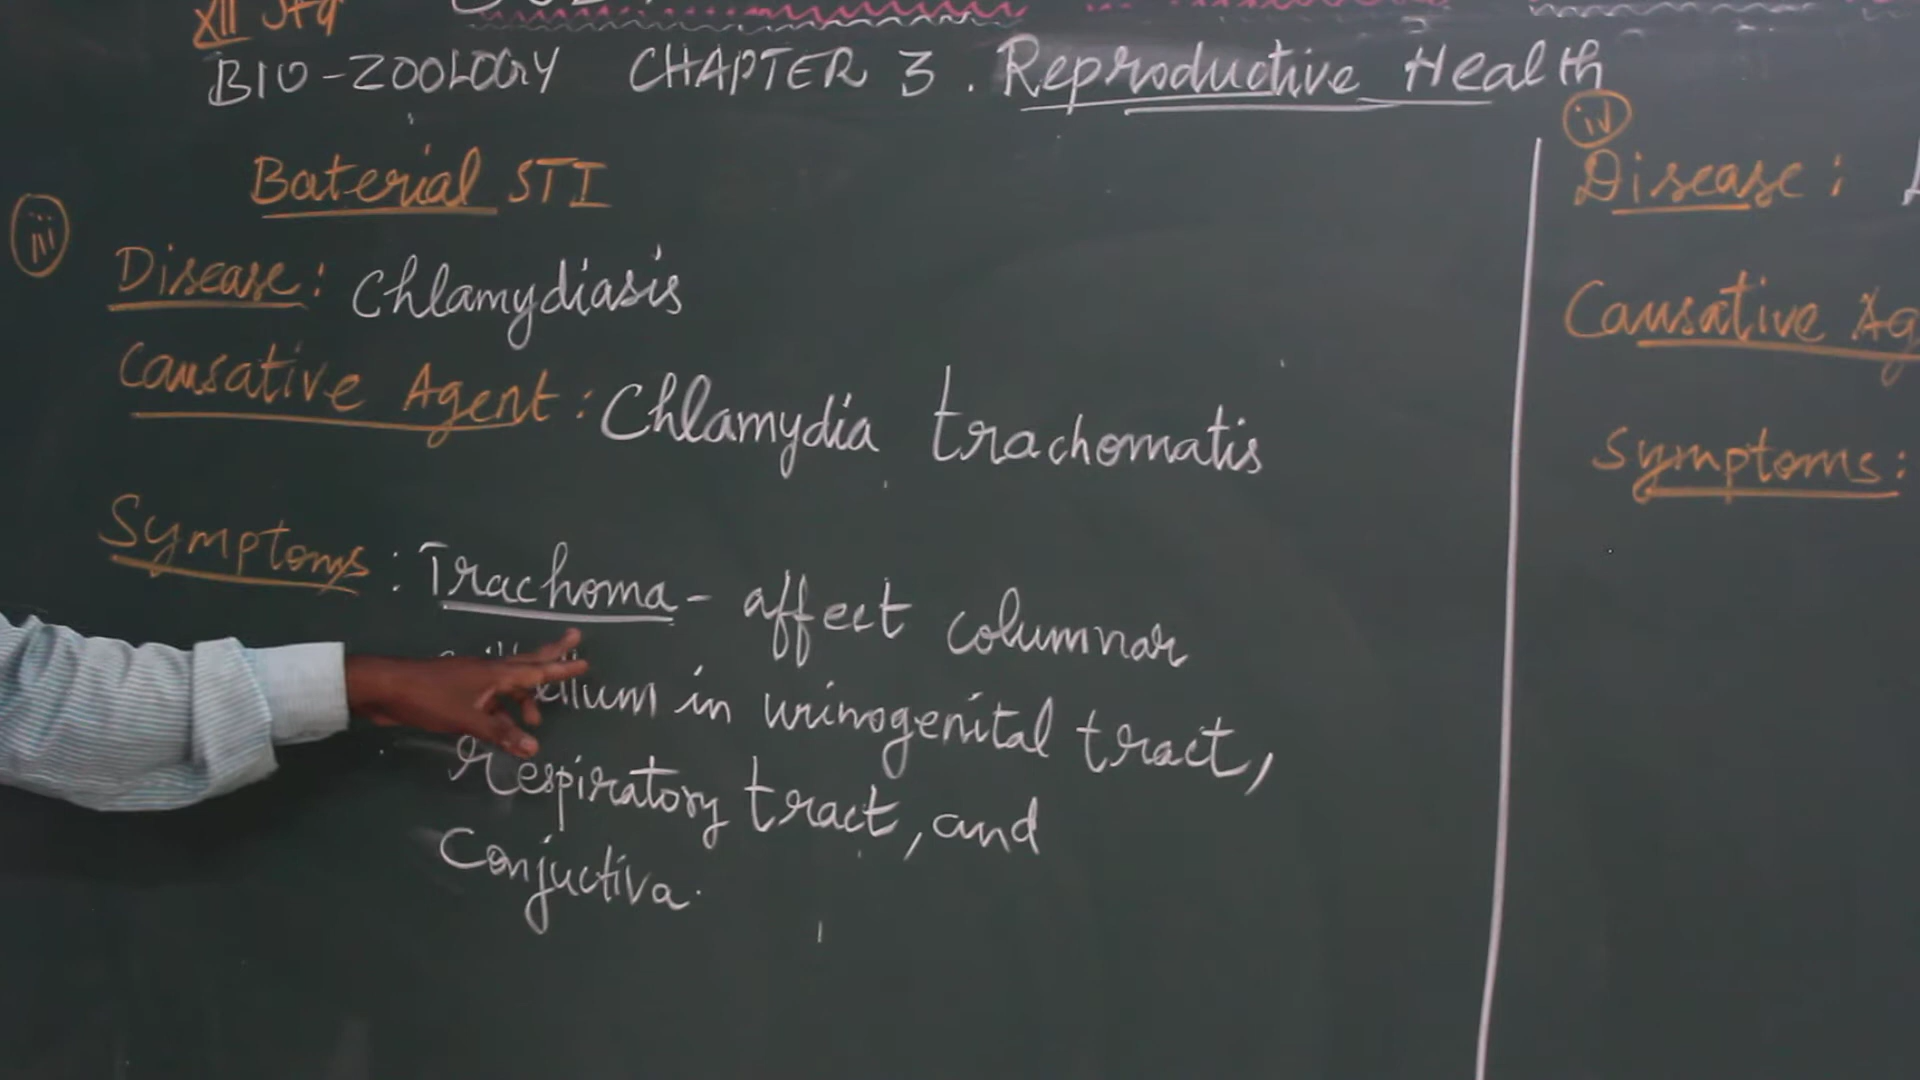 XII Std
BIO-ZOOLOGY CHAPTER 3. Reproductive Health
Baterial STI
iii
Disease: Chlamydiasis
Causative Agent: Chlamydia trachomatis
Symptoms: Trachoma - affect columnar
in urinogenital tract,
respiratory tract, and
Conjuctiva.
iv
Disease:
Causative Ag
Symptoms: